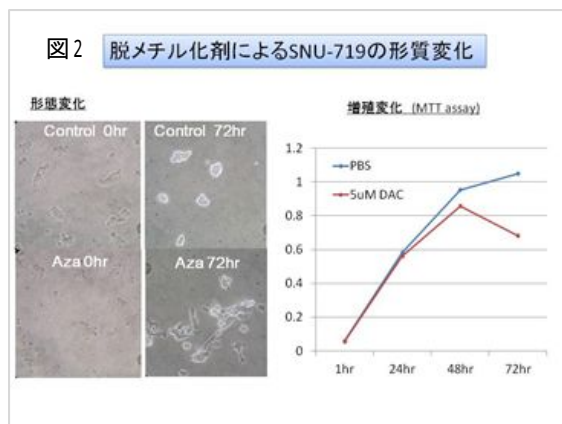 図2
脱メチル化剤によるSNU-719の形質変化
形態変化
Control 0hr
Control 72hr
Aza 0hr
Aza 72hr
増殖変化 (MTT assay)
1.2
1
0.8
0.6
0.4
0.2
0
PBS
5uM DAC
1hr
24hr
48hr
72hr